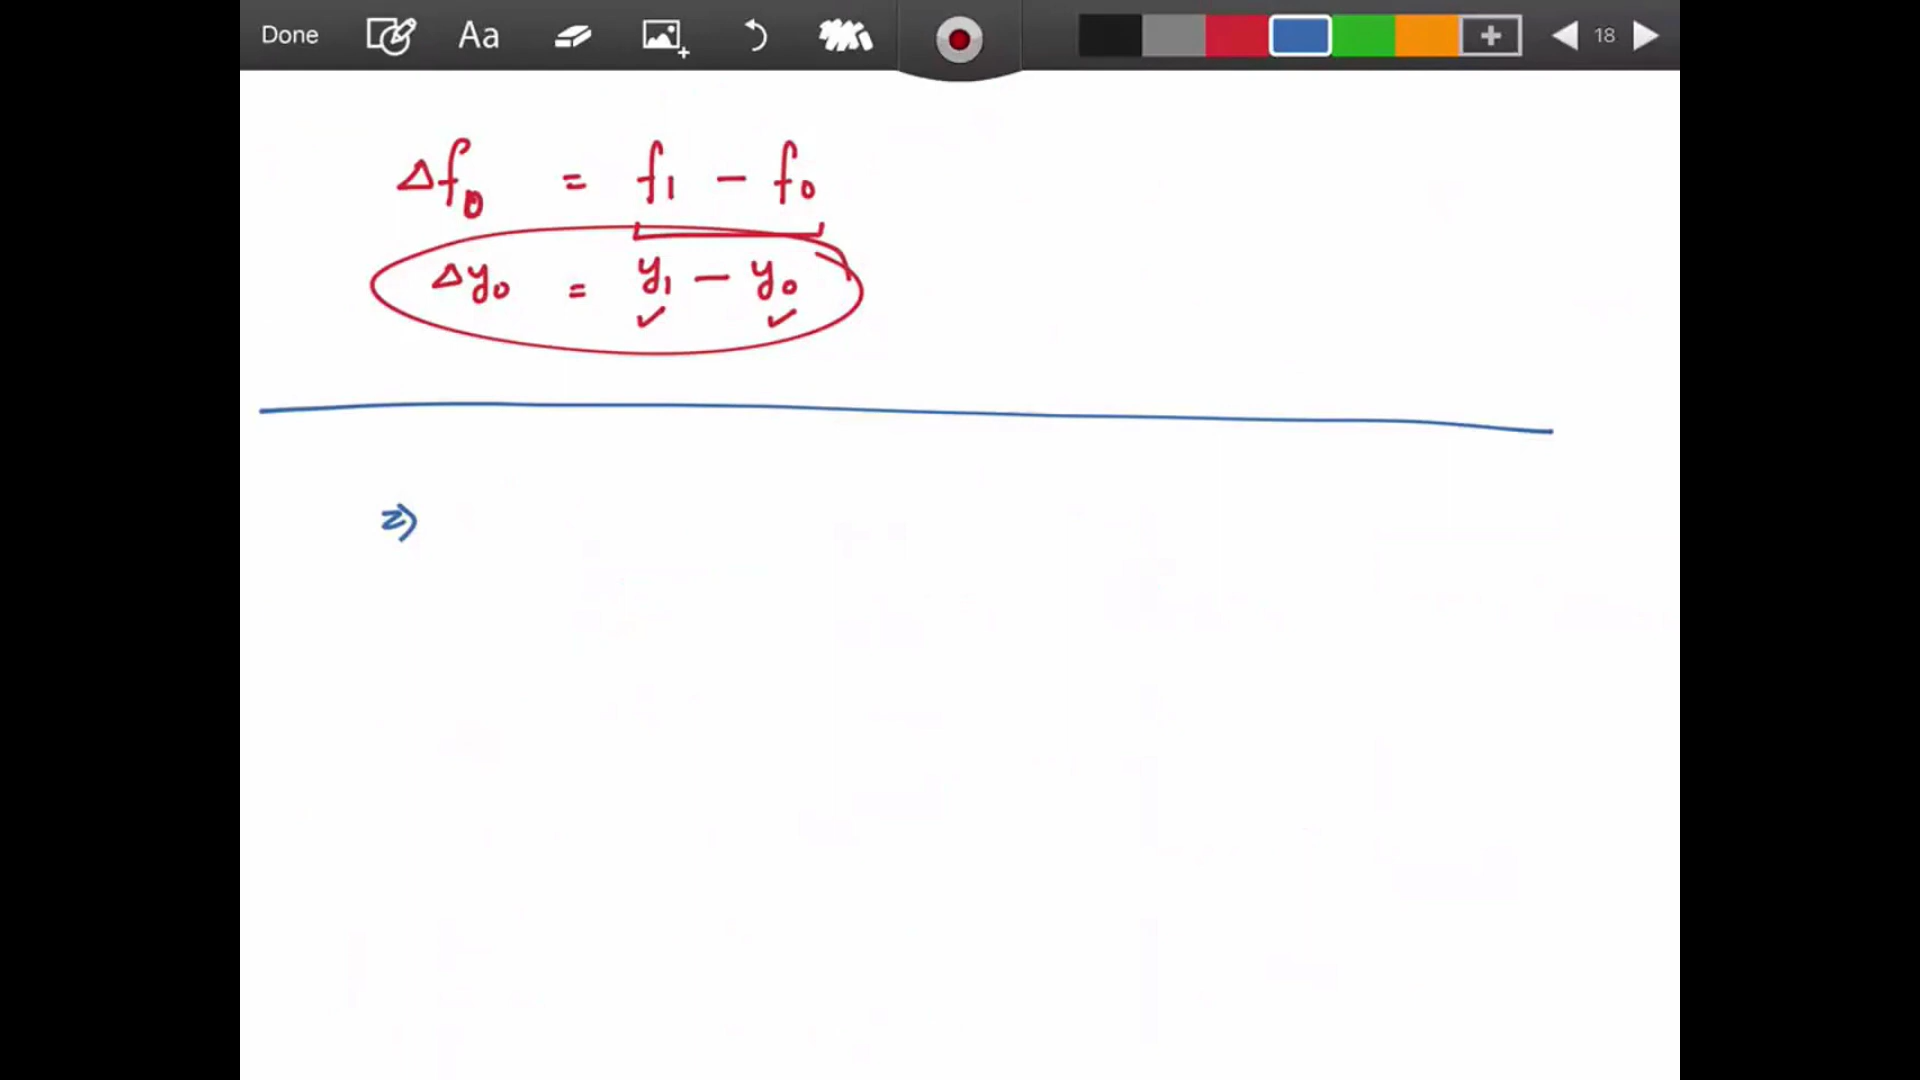 Done Aa 18
Δf₀ = f₁ - f₀
Δy₀ = y₁ - y₀
⇒